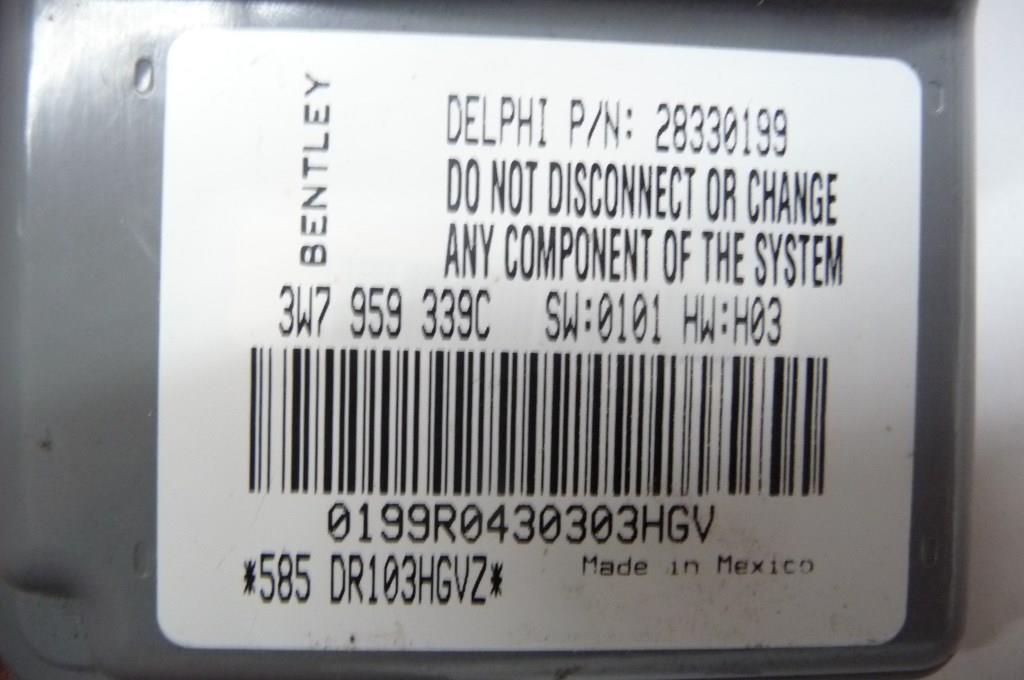 BENTLEY
DELPHI P/N: 28330199
DO NOT DISCONNECT OR CHANGE
ANY COMPONENT OF THE SYSTEM
3W7 959 339C SW:0101 HW:H03
0199R0430303HGV
*585 DR103HGVZ*
Made in Mexico